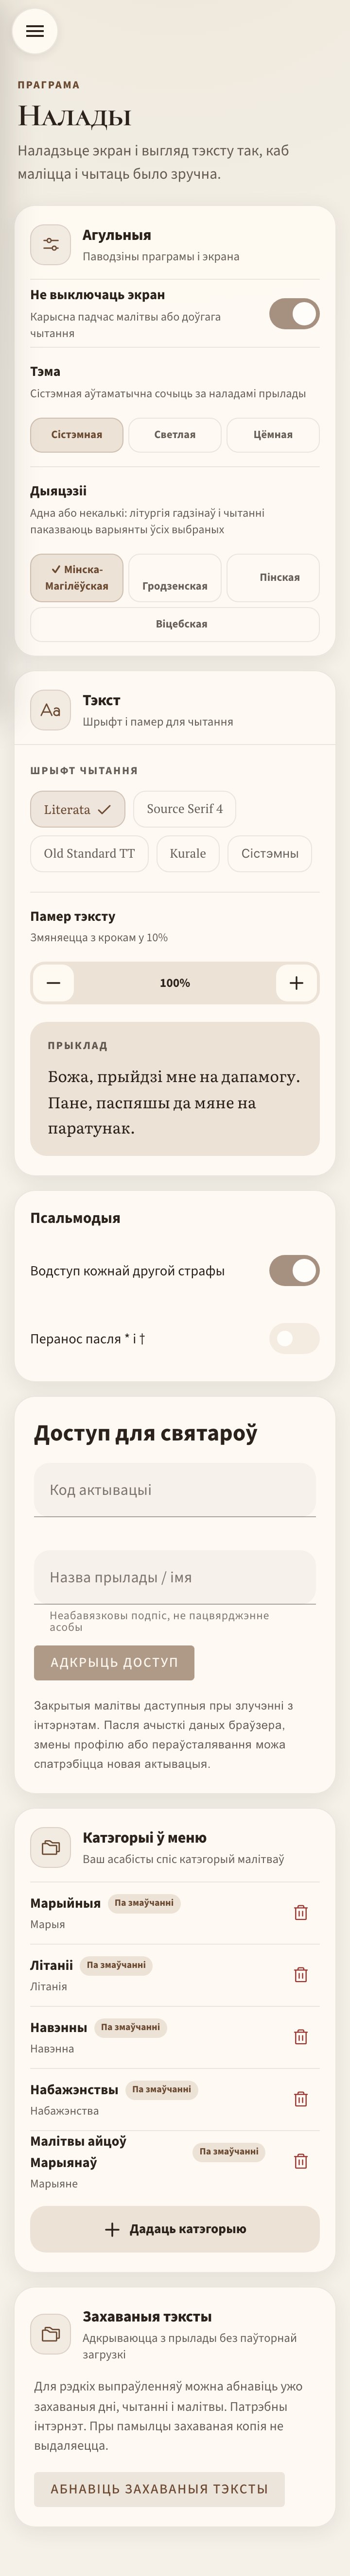 ПРАГРАМА
Налады
Наладзьце экран і выгляд тэксту так, каб
маліцца і чытаць было зручна.
Агульныя
Паводзіны праграмы і экрана
Не выключаць экран
Карысна падчас малітвы або доўгага
чытання
Тэма
Сістэмная аўтаматычна сочыць за наладамі прылады
Сістэмная
Светлая
Цёмная
Дыяцэзіі
Адна або некалькі: літургія гадзінаў і чытанні
паказваюць варыянты ўсіх выбраных
✓ Мінска-
Магілёўская
Гродзенская
Пінская
Віцебская
Тэкст
Шрыфт і памер для чытання
ШРЫФТ ЧЫТАННЯ
Literata ✓
Source Serif 4
Old Standard TT
Kurale
Сістэмны
Памер тэксту
Змяняецца з крокам у 10%
− 100% +
ПРЫКЛАД
Божа, прыйдзі мне на дапамогу.
Пане, паспяшы да мяне на
паратунак.
Псальмодыя
Водступ кожнай другой страфы
Перанос пасля * і †
Доступ для святароў
Код актывацыі
Назва прылады / імя
Неабавязковы подпіс, не пацвярджэнне
асобы
АДКРЫЦЬ ДОСТУП
Закрытыя малітвы даступныя пры злучэнні з
інтэрнэтам. Пасля ачысткі даных браўзера,
змены профілю або пераўсталявання можа
спатрэбіцца новая актывацыя.
Катэгорыі ў меню
Ваш асабісты спіс катэгорый малітваў
Марыйныя Па змаўчанні
Марыя
Літаніі Па змаўчанні
Літанія
Навэнны Па змаўчанні
Навэнна
Набажэнствы Па змаўчанні
Набажэнства
Малітвы айцоў
Марыянаў
Па змаўчанні
Марыяне
+ Дадаць катэгорыю
Захаваныя тэксты
Адкрываюцца з прылады без паўторнай
загрузкі
Для рэдкіх выпраўленняў можна абнавіць ужо
захаваныя дні, чытанні і малітвы. Патрэбны
інтэрнэт. Пры памылцы захаваная копія не
выдаляецца.
АБНАВІЦЬ ЗАХАВАНЫЯ ТЭКСТЫ